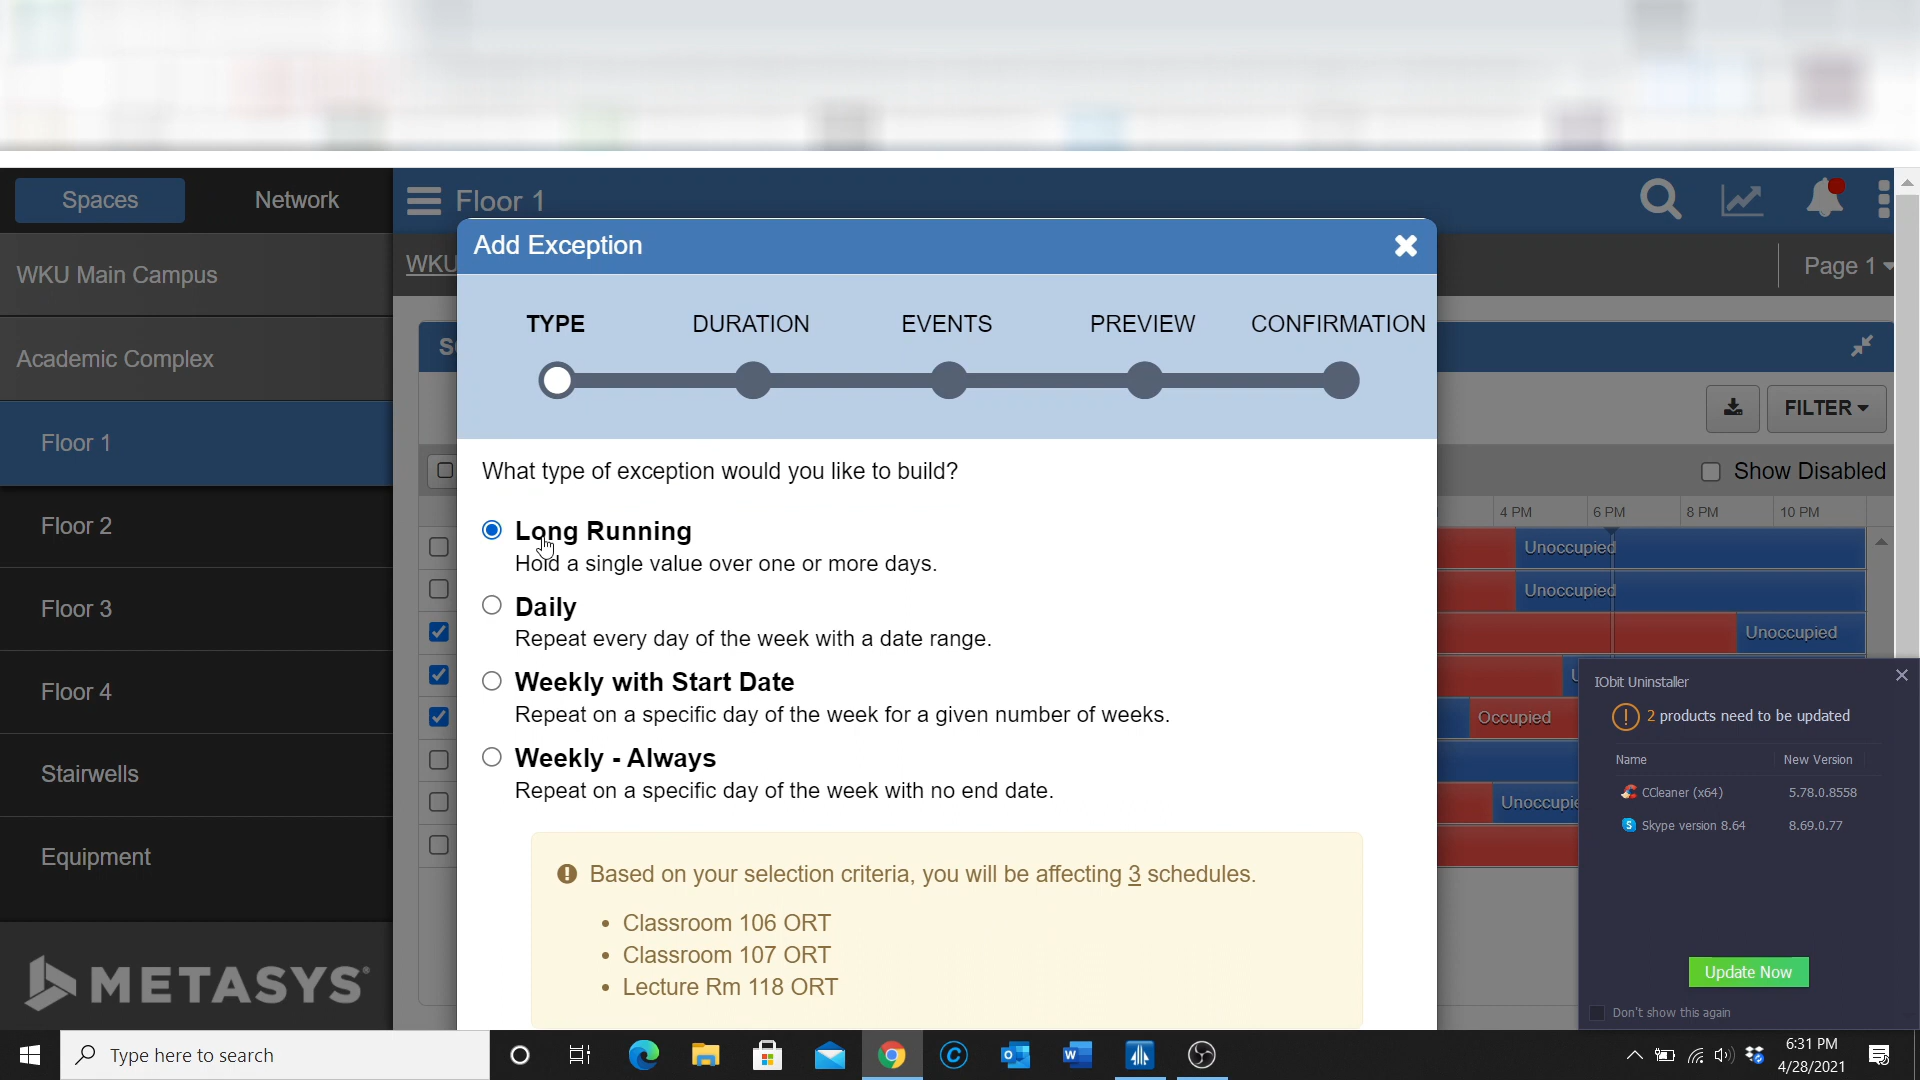 Spaces
Network
Floor 1
WKU Main Campus
Add Exception
WKU
Page 1
TYPE
DURATION
EVENTS
PREVIEW
CONFIRMATION
Academic Complex
FILTER
Floor 1
What type of exception would you like to build?
Show Disabled
4 PM
6 PM
8 PM
10 PM
Floor 2
Long Running
Hold a single value over one or more days.
Unoccupied
Unoccupied
Floor 3
Daily
Repeat every day of the week with a date range.
Unoccupied
Floor 4
Weekly with Start Date
Repeat on a specific day of the week for a given number of weeks.
Occupied
Stairwells
Weekly - Always
Repeat on a specific day of the week with no end date.
Unoccupie
Equipment
Based on your selection criteria, you will be affecting 3 schedules.
• Classroom 106 ORT
• Classroom 107 ORT
• Lecture Rm 118 ORT
METASYS
IObit Uninstaller
2 products need to be updated
Name
New Version
CCleaner (x64)
5.78.0.8558
Skype version 8.64
8.69.0.77
Update Now
Don't show this again
Type here to search
6:31 PM
4/28/2021